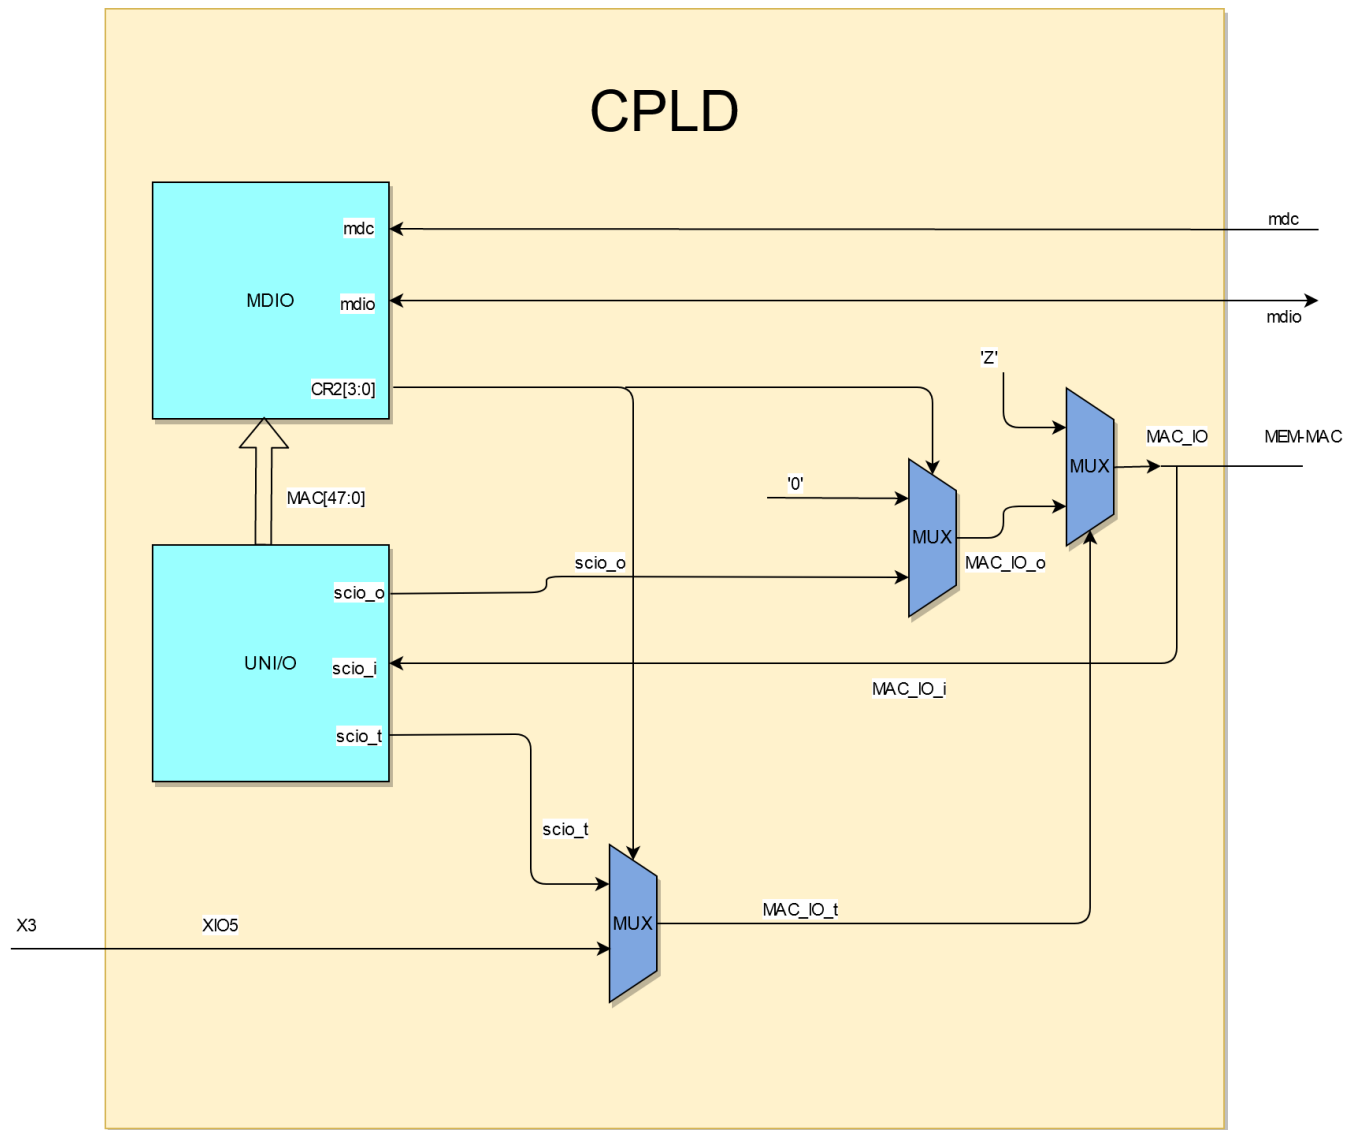 CPLD
mdc
mdc
MDIO
mdio
mdio
'Z'
CR2[3:0]
MAC_IO
MEM-MAC
MUX
'0'
MAC[47:0]
MUX
scio_o
MAC_IO_o
scio_o
UNI/O
scio_i
MAC_IO_i
scio_t
scio_t
X3
XIO5
MUX
MAC_IO_t